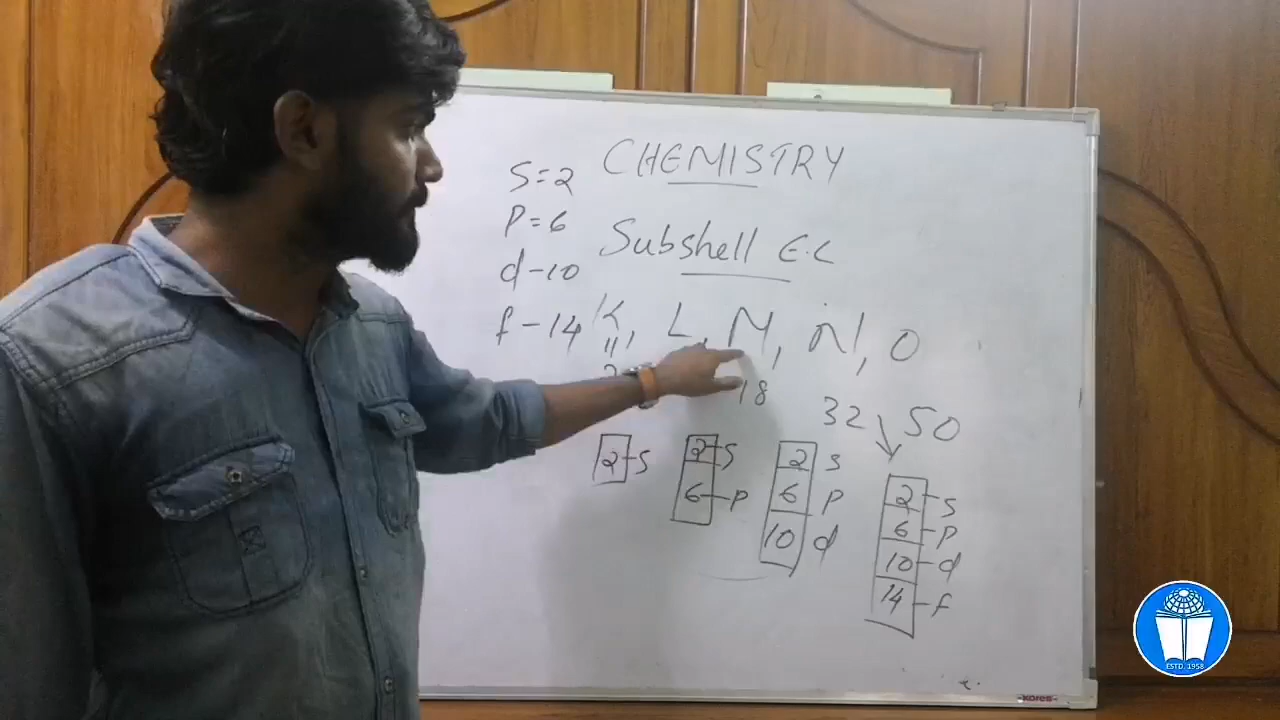 CHEMISTRY
S=2
P=6
Subshell E.C
d-10
f-14
K, L, M, N, O
18
32
50
2-S
2-S
6-P
2 S
6 P
10 d
2-S
6-P
10-d
14-f
ESTD. 1958
Kores